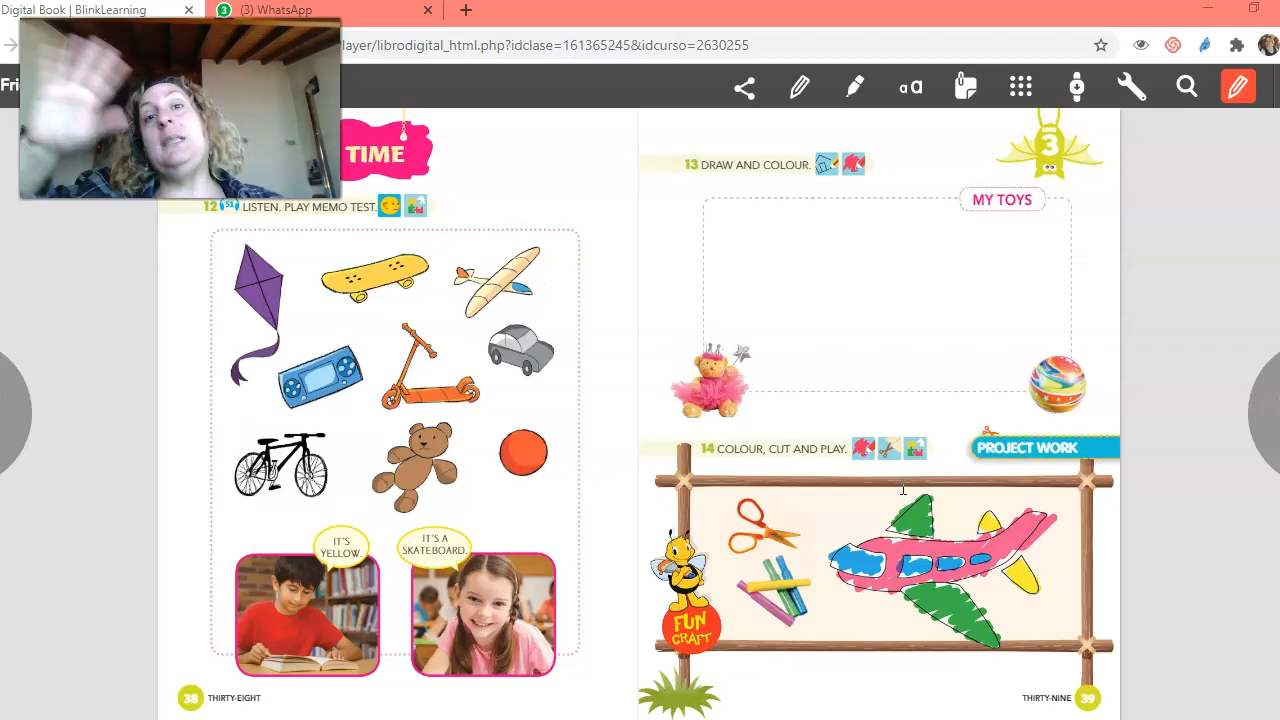 Digital Book | BlinkLearning
(3) WhatsApp
layer/librodigital_html.php?idclase=161365245&idcurso=2630255
Fri
aa
TIME
12 51 LISTEN. PLAY MEMO TEST.
IT'S
YELLOW.
IT'S A
SKATEBOARD.
38 THIRTY-EIGHT
3
13 DRAW AND COLOUR.
MY TOYS
14 COLOUR, CUT AND PLAY.
PROJECT WORK
FUN
CRAFT
THIRTY-NINE 39